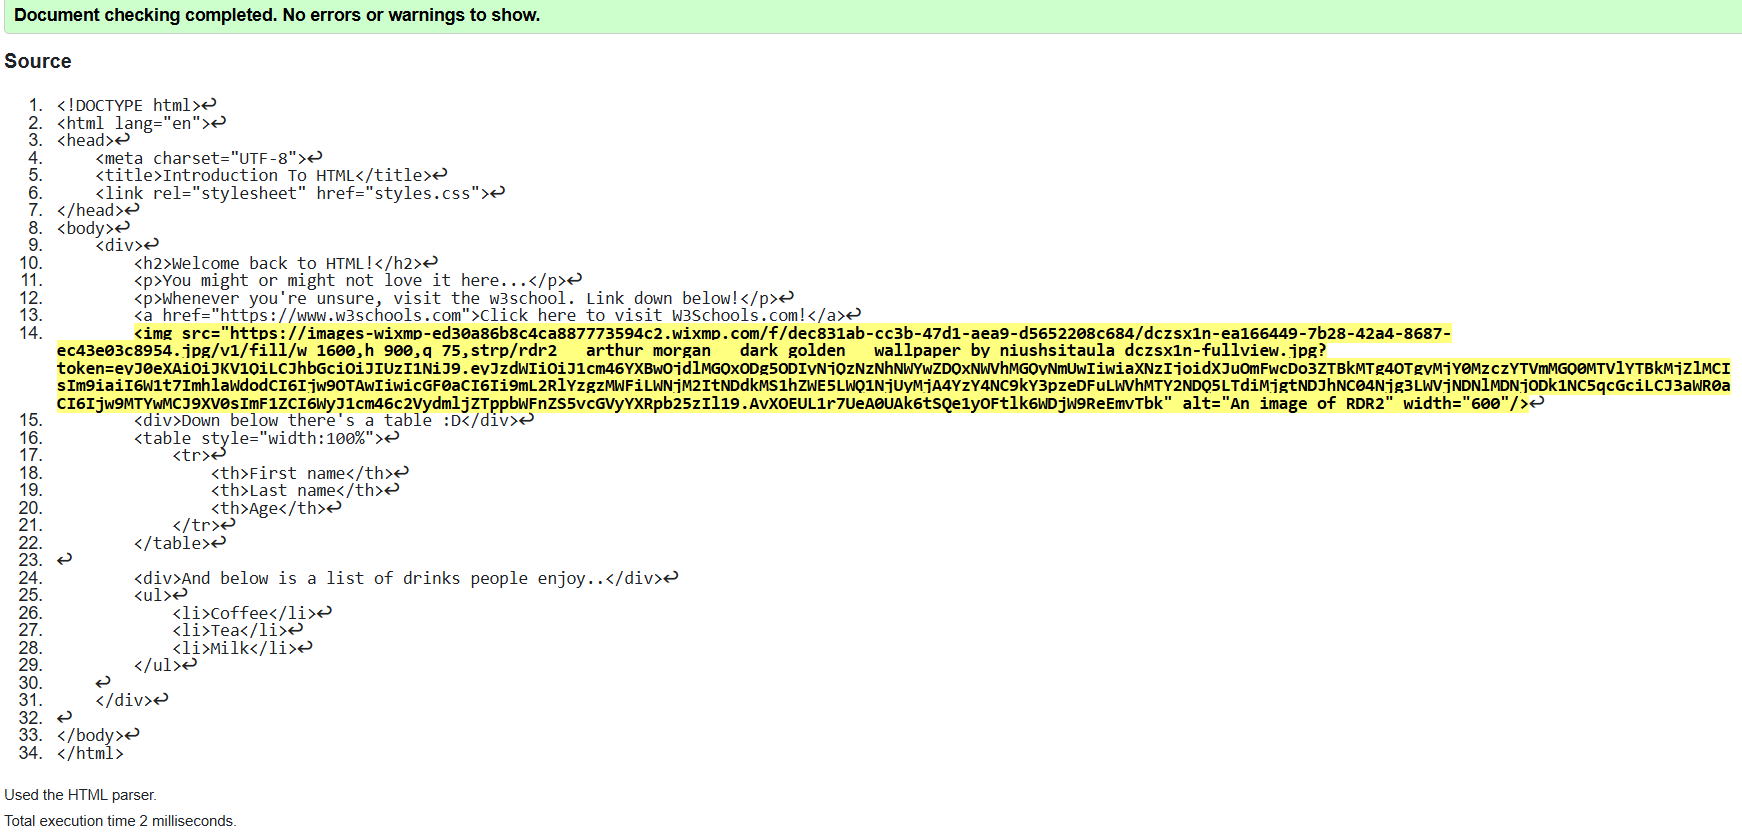 Document checking completed. No errors or warnings to show.
Source
1. <!DOCTYPE html>↩
2. <html lang="en">↩
3. <head>↩
4. <meta charset="UTF-8">↩
5. <title>Introduction To HTML</title>↩
6. <link rel="stylesheet" href="styles.css">↩
7. </head>↩
8. <body>↩
9. <div>↩
10. <h2>Welcome back to HTML!</h2>↩
11. <p>You might or might not love it here...</p>↩
12. <p>Whenever you're unsure, visit the w3school. Link down below!</p>↩
13. <a href="https://www.w3schools.com">Click here to visit W3Schools.com!</a>↩
14. <img src="https://images-wixmp-ed30a86b8c4ca887773594c2.wixmp.com/f/dec831ab-cc3b-47d1-aea9-d5652208c684/dczsx1n-ea166449-7b28-42a4-8687-
ec43e03c8954.jpg/v1/fill/w_1600,h_900,q_75,strp/rdr2___arthur_morgan___dark_golden___wallpaper_by_niushsitaula_dczsx1n-fullview.jpg?
alt="An image of RDR2" width="600"/>↩
15. <div>Down below there's a table :D</div>↩
16. <table style="width:100%">↩
17. <tr>↩
18. <th>First name</th>↩
19. <th>Last name</th>↩
20. <th>Age</th>↩
21. </tr>↩
22. </table>↩
23. ↩
24. <div>And below is a list of drinks people enjoy..</div>↩
25. <ul>↩
26. <li>Coffee</li>↩
27. <li>Tea</li>↩
28. <li>Milk</li>↩
29. </ul>↩
30. ↩
31. </div>↩
32. ↩
33. </body>↩
34. </html>
Used the HTML parser.
Total execution time 2 milliseconds.